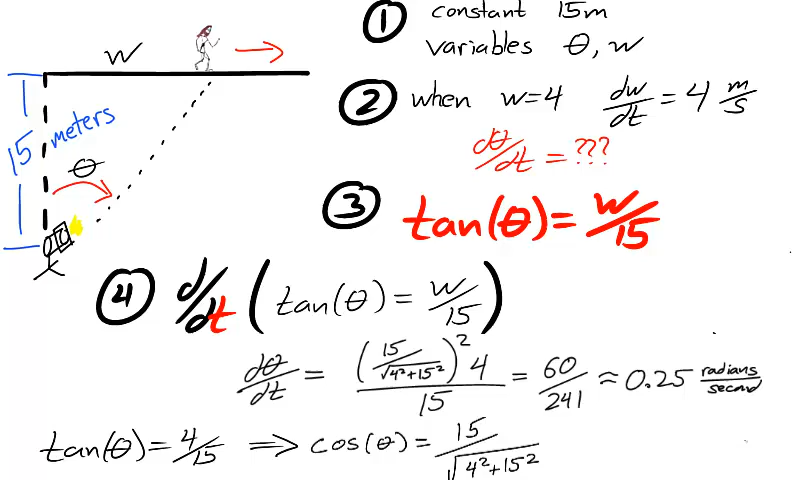 w
15 meters
θ
① constant 15m
variables θ, w
② when w=4 dw/dt = 4 m/s
dθ/dt = ???
③ tan(θ) = w/15
④ d/dt ( tan(θ) = w/15 )
dθ/dt = (15/√4²+15²)² 4 / 15 = 60/241 ≈ 0.25 radians/second
tan(θ) = 4/15 ⟹ cos(θ) = 15/√4²+15²